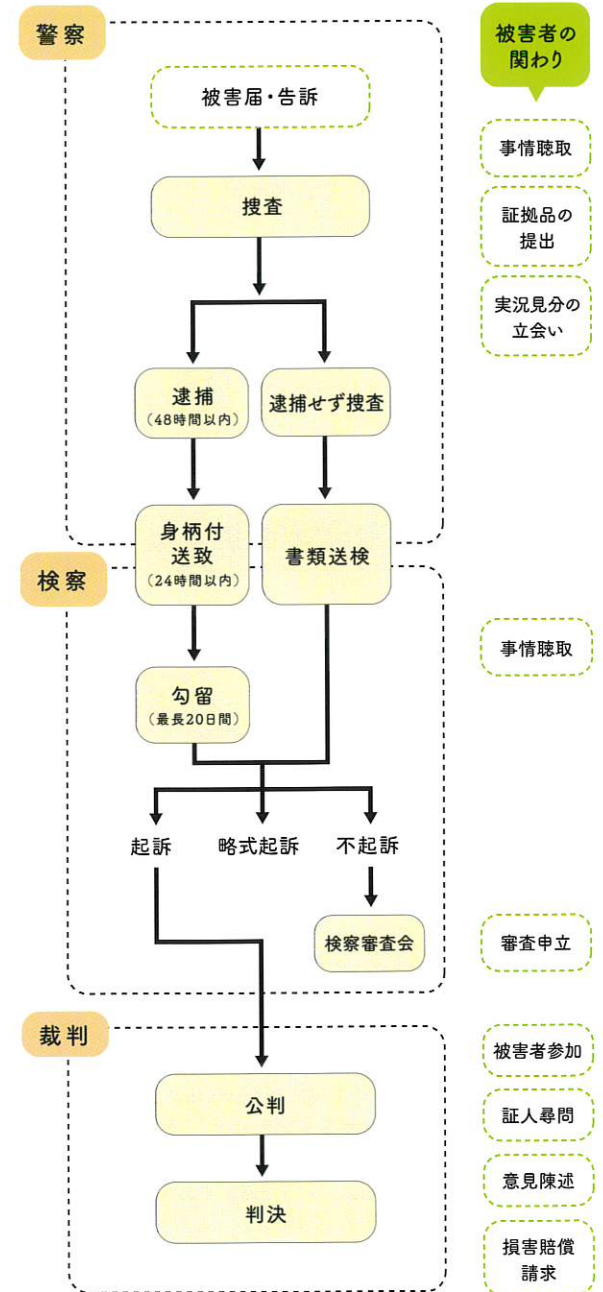 警察
被害届・告訴
捜査
逮捕
（48時間以内）
逮捕せず捜査
身柄付
送致
（24時間以内）
書類送検
検察
勾留
（最長20日間）
起訴
略式起訴
不起訴
検察審査会
裁判
公判
判決
被害者の
関わり
事情聴取
証拠品の
提出
実況見分の
立会い
事情聴取
審査申立
被害者参加
証人尋問
意見陳述
損害賠償
請求